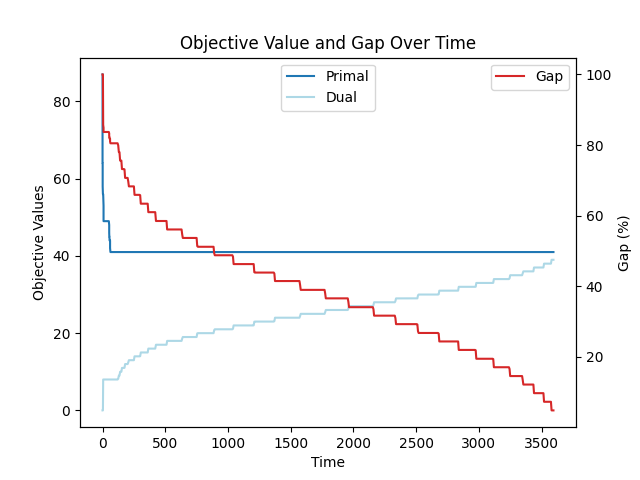 Objective Value and Gap Over Time
Primal
Dual
Gap
Objective Values
80
60
40
20
0
Gap (%)
100
80
60
40
20
0 500 1000 1500 2000 2500 3000 3500
Time